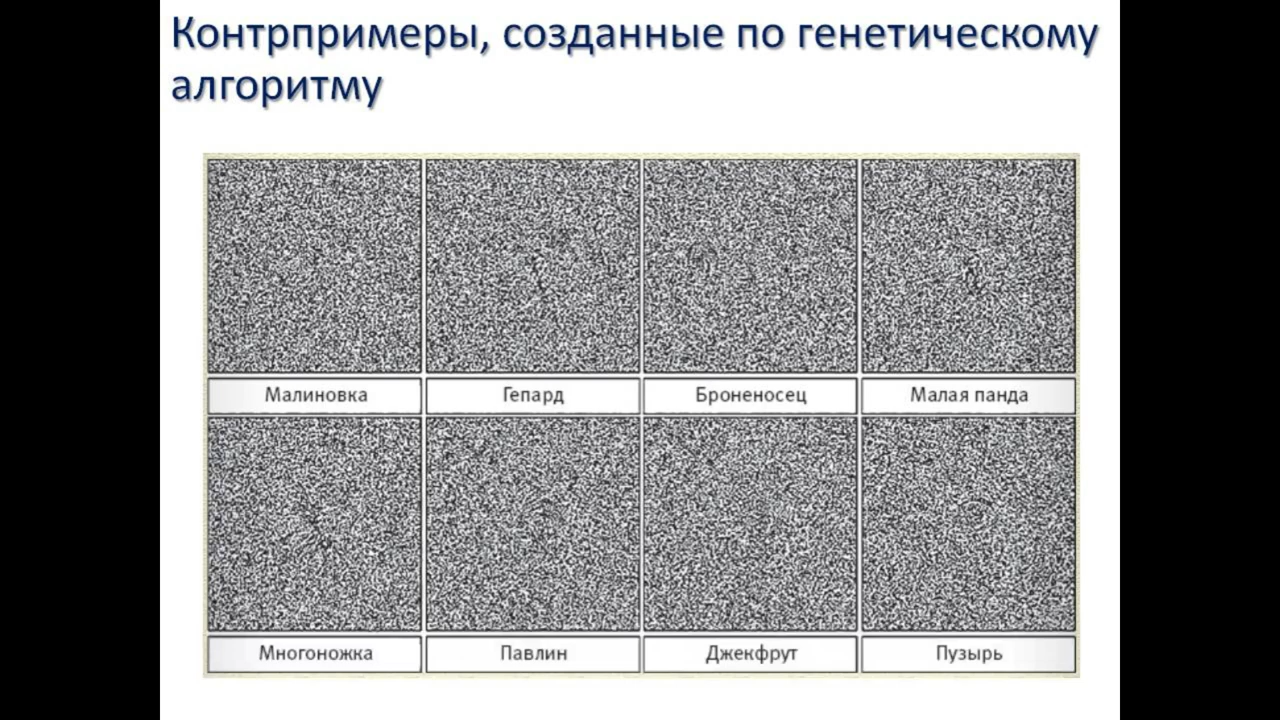 Контрпримеры, созданные по генетическому
алгоритму
Малиновка
Гепард
Броненосец
Малая панда
Многоножка
Павлин
Джекфрут
Пузырь